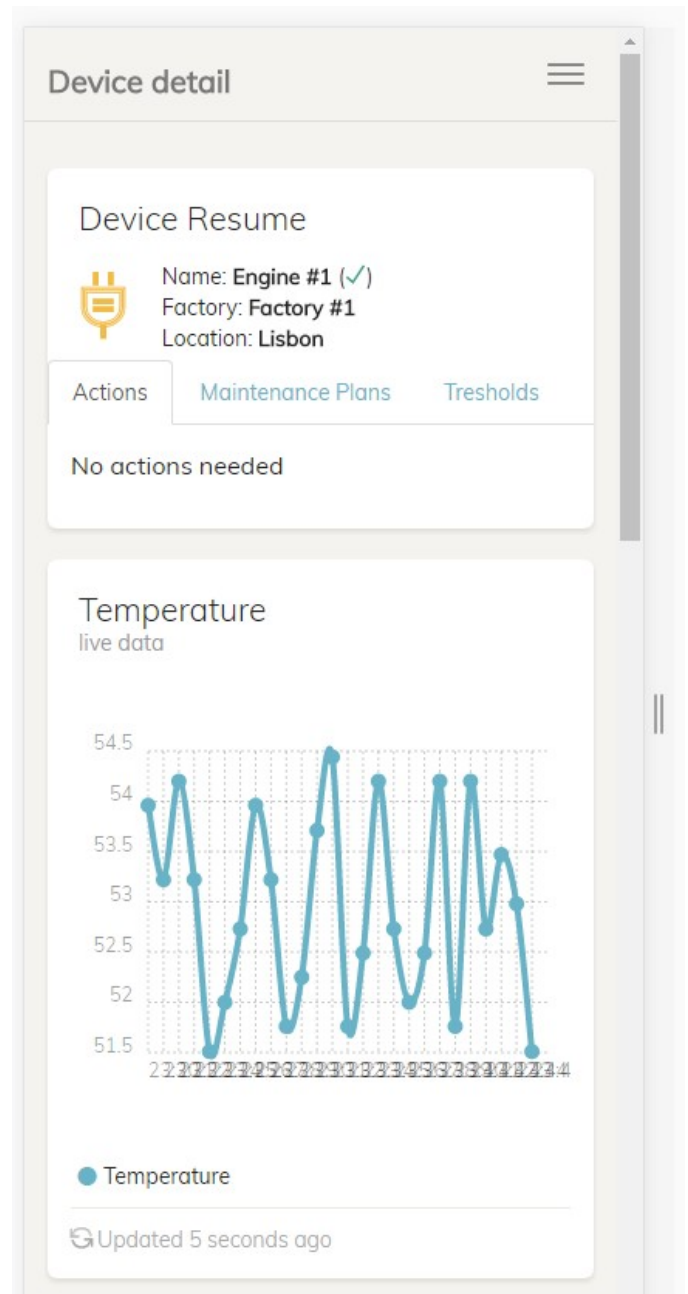 Device detail
Device Resume
Name: Engine #1 (✓)
Factory: Factory #1
Location: Lisbon
Actions Maintenance Plans Tresholds
No actions needed
Temperature
live data
54.5
54
53.5
53
52.5
52
51.5
Temperature
Updated 5 seconds ago